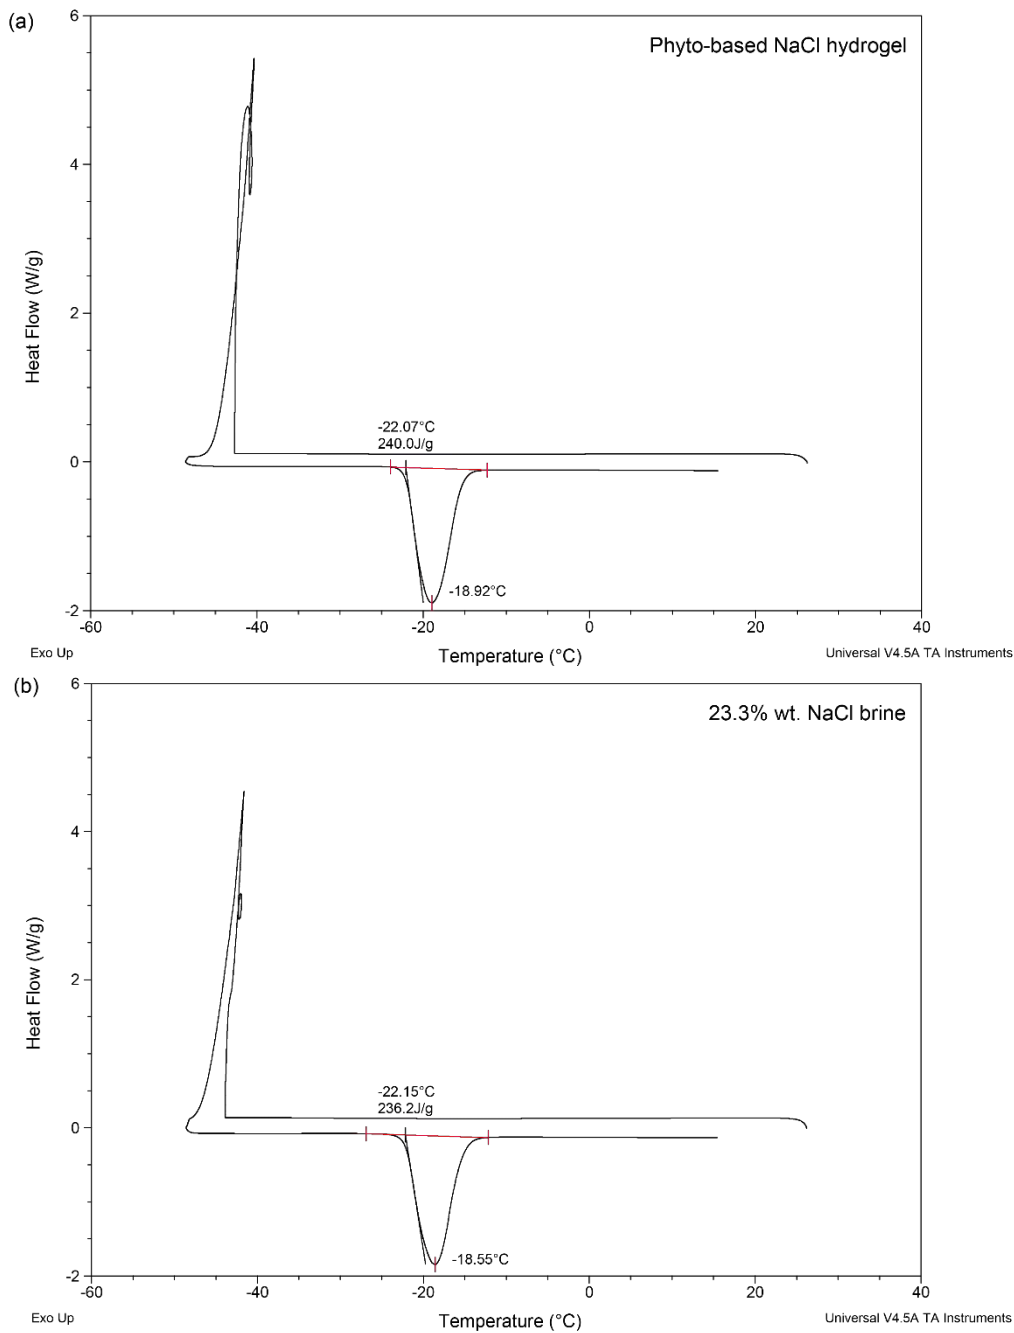 (a)
Phyto-based NaCl hydrogel
6
4
2
0
-2
Heat Flow (W/g)
-22.07°C
240.0J/g
-18.92°C
-60
-40
-20
0
20
40
Exo Up
Temperature (°C)
Universal V4.5A TA Instruments
(b)
23.3% wt. NaCl brine
6
4
2
0
-2
Heat Flow (W/g)
-22.15°C
236.2J/g
-18.55°C
-60
-40
-20
0
20
40
Exo Up
Temperature (°C)
Universal V4.5A TA Instruments